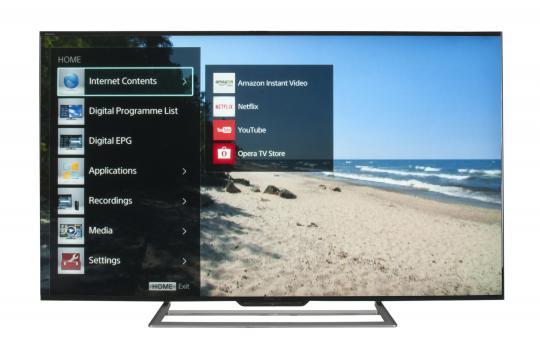 HOME
Internet Contents
Digital Programme List
Digital EPG
Applications
Recordings
Media
Settings
HOME Exit
Amazon Instant Video
NETFLIX Netflix
YouTube
Opera TV Store